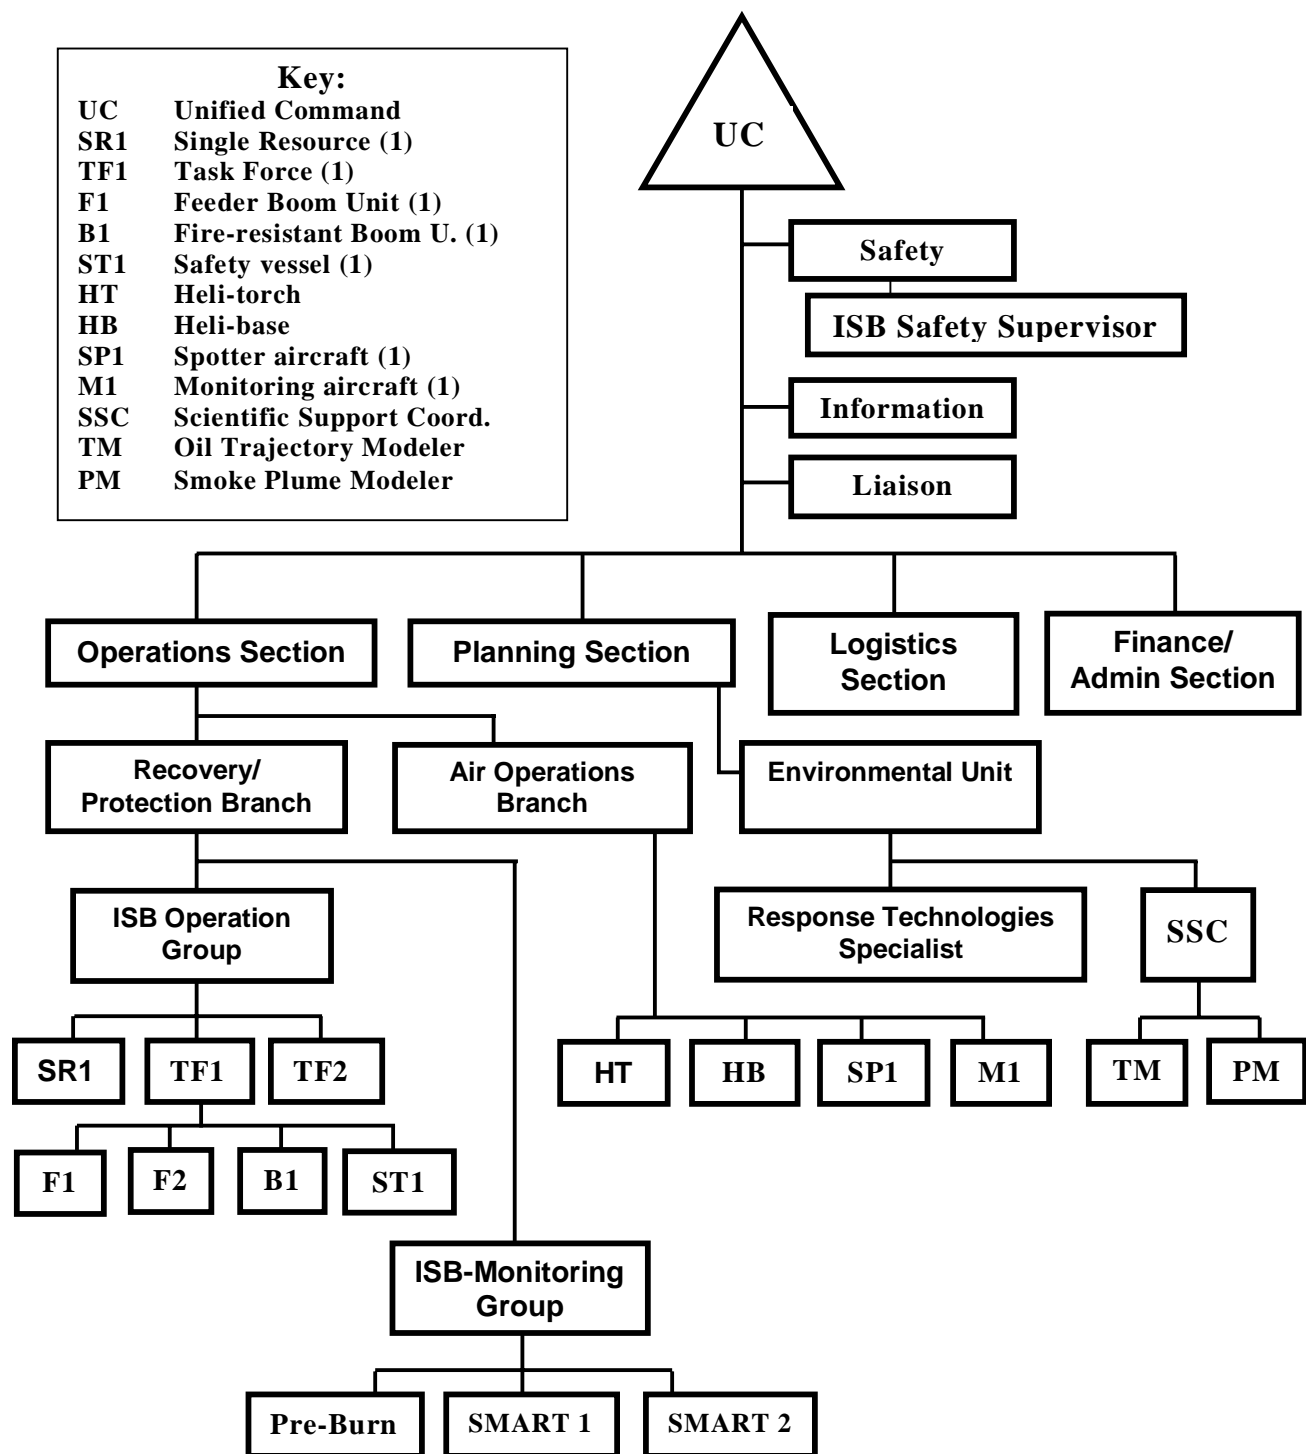 Key:
UC Unified Command
SR1 Single Resource (1)
TF1 Task Force (1)
F1 Feeder Boom Unit (1)
B1 Fire-resistant Boom U. (1)
ST1 Safety vessel (1)
HT Heli-torch
HB Heli-base
SP1 Spotter aircraft (1)
M1 Monitoring aircraft (1)
SSC Scientific Support Coord.
TM Oil Trajectory Modeler
PM Smoke Plume Modeler
UC
Safety
ISB Safety Supervisor
Information
Liaison
Operations Section
Planning Section
Logistics
Section
Finance/
Admin Section
Recovery/
Protection Branch
Air Operations
Branch
Environmental Unit
ISB Operation
Group
Response Technologies
Specialist
SSC
SR1
TF1
TF2
HT
HB
SP1
M1
TM
PM
F1
F2
B1
ST1
ISB-Monitoring
Group
Pre-Burn
SMART 1
SMART 2